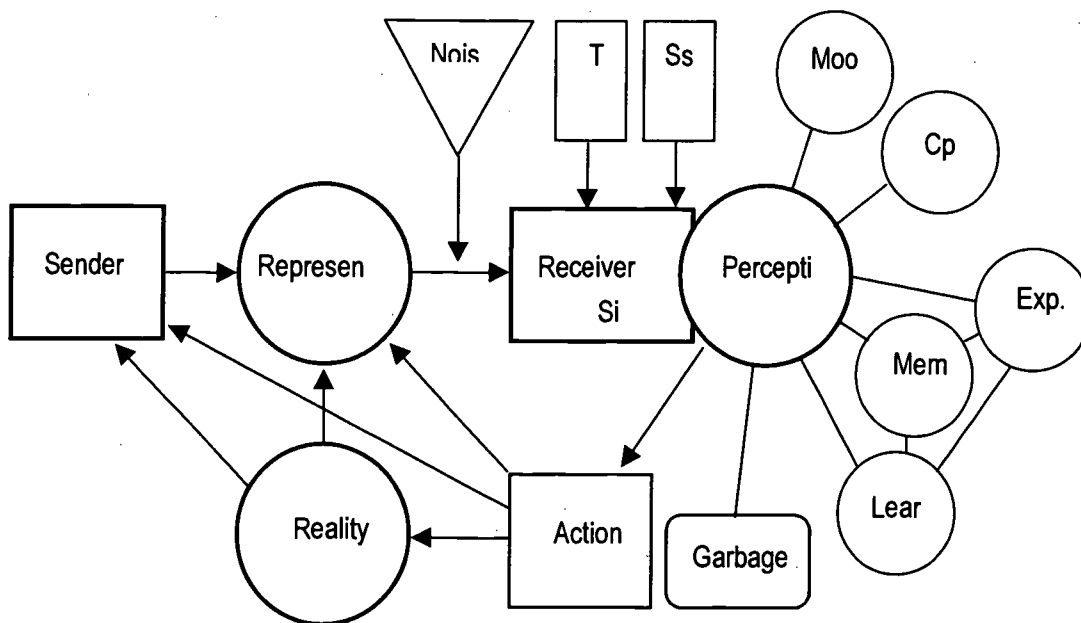 Nois
T
Ss
Moo
Cp
Sender
Represen
Receiver
Si
Percepti
Exp.
Mem
Reality
Action
Garbage
Lear